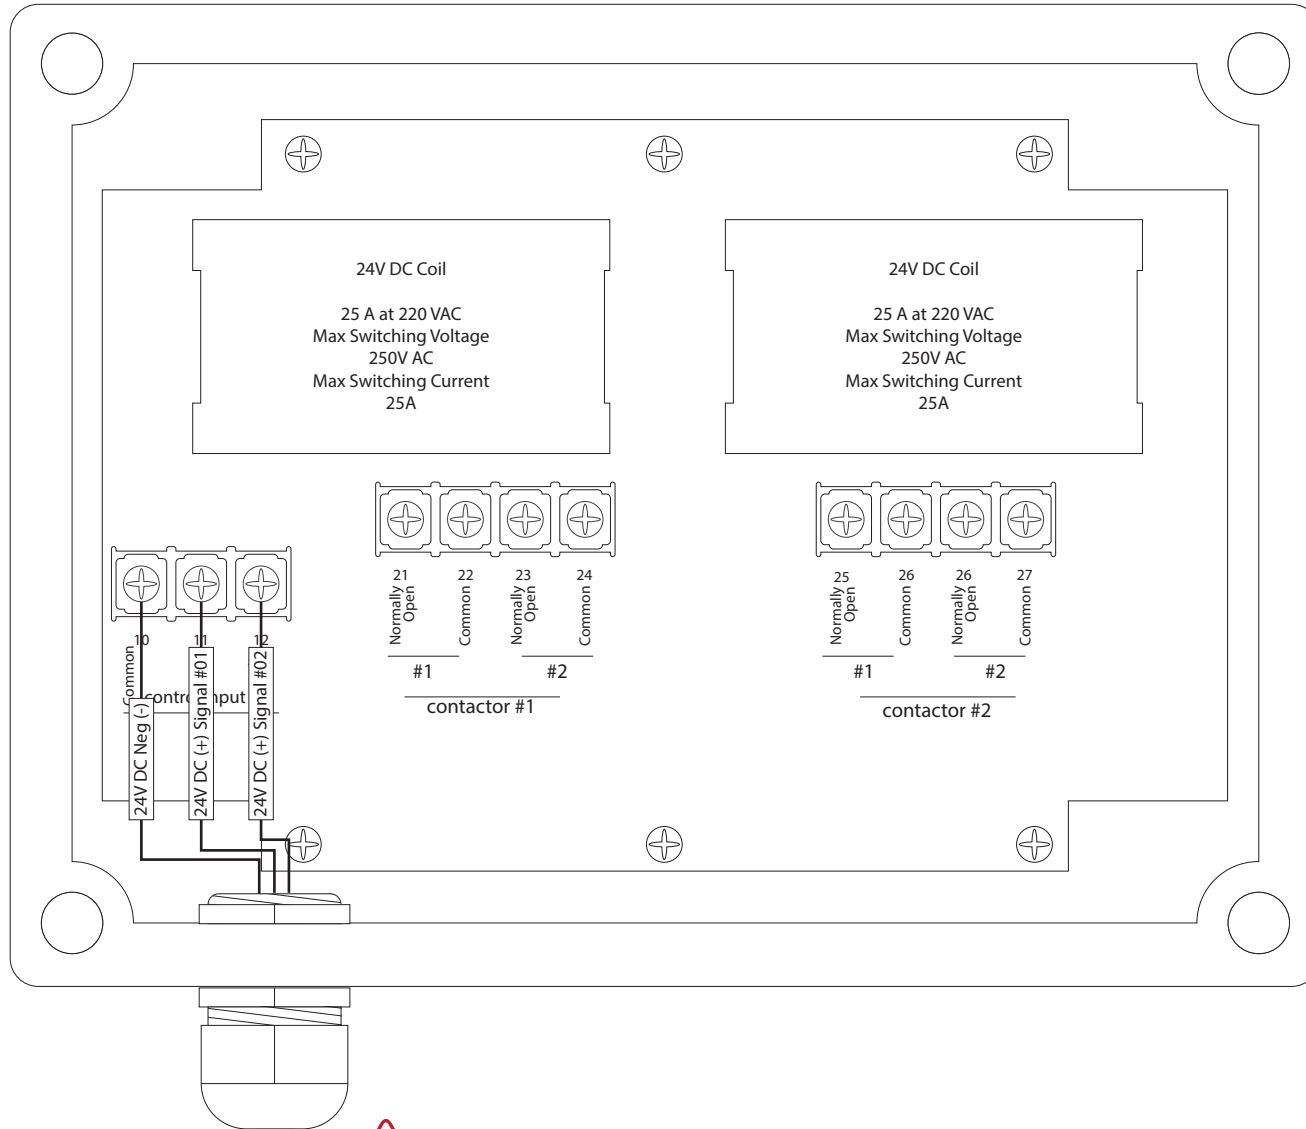 24V DC Coil
25 A at 220 VAC
Max Switching Voltage
250V AC
Max Switching Current
25A
24V DC Coil
25 A at 220 VAC
Max Switching Voltage
250V AC
Max Switching Current
25A
21
22
23
24
Normally
Open
Common
Normally
Open
Common
#1
#2
contactor #1
25
26
26
27
Normally
Open
Common
Normally
Open
Common
#1
#2
contactor #2
10
11
12
Common
input
24V DC Neg (-)
24V DC (+) Signal #01
24V DC (+) Signal #02